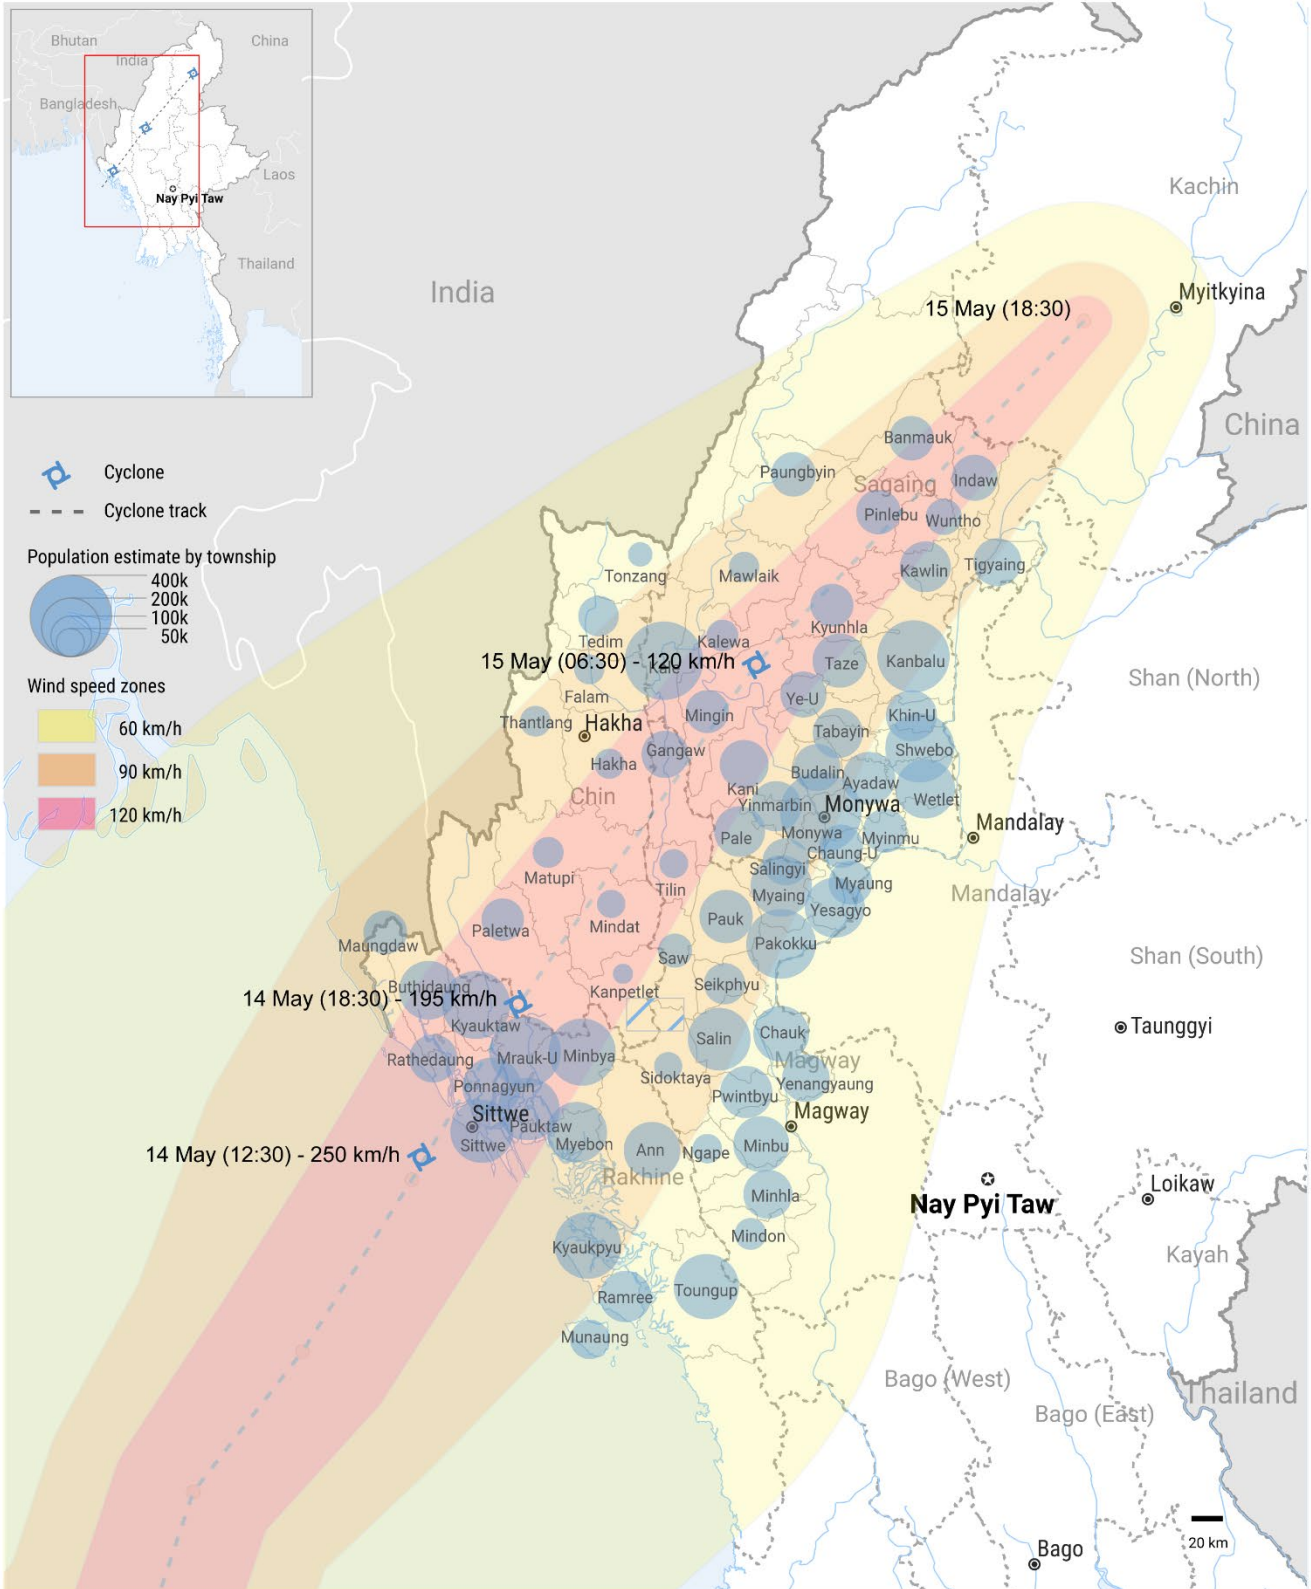 Bhutan
China
India
Bangladesh
Laos
Nay Pyi Taw
Thailand
Kachin
India
15 May (18:30)
Myitkyina
China
Cyclone
Cyclone track
Population estimate by township
400k
200k
100k
50k
Wind speed zones
60 km/h
90 km/h
120 km/h
Banmauk
Paungbyin
Sagaing
Indaw
Pinlebu
Wuntho
Tonzang
Mawlaik
Kawlin
Tigyaing
Tedim
Kalewa
Kyunhla
15 May (06:30) - 120 km/h
Kale
Taze
Kanbalu
Shan (North)
Falam
Ye-U
Thantlang
Hakha
Mingin
Khin-U
Tabayin
Gangaw
Shwebo
Hakha
Budalin
Ayadaw
Chin
Kani
Yinmarbin
Monywa
Wetlet
Mandalay
Pale
Monywa
Myinmu
Chaung-U
Matupi
Tilin
Salingyi
Myaung
Mandalay
Myaing
Yesagyo
Paletwa
Mindat
Pauk
Maungdaw
Pakokku
Shan (South)
Saw
Buthidaung
Kanpetlet
Seikphyu
14 May (18:30) - 195 km/h
Kyauktaw
Salin
Chauk
Taunggyi
Rathedaung
Mrauk-U
Minbya
Magway
Sidoktaya
Yenangyaung
Ponnagyun
Pwintbyu
Sittwe
Magway
Pauktaw
Sittwe
Myebon
Ann
Ngape
Minbu
14 May (12:30) - 250 km/h
Rakhine
Minhla
Loikaw
Nay Pyi Taw
Mindon
Kyaukpyu
Kayah
Toungup
Ramree
Munaung
Bago (West)
Thailand
Bago (East)
20 km
Bago